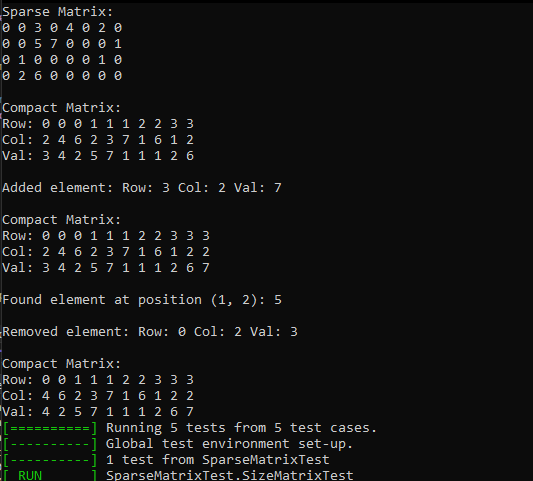 Sparse Matrix:
0 0 3 0 4 0 2 0
0 0 5 7 0 0 0 1
0 1 0 0 0 0 1 0
0 2 6 0 0 0 0 0
Compact Matrix:
Row: 0 0 0 1 1 1 2 2 3 3
Col: 2 4 6 2 3 7 1 6 1 2
Val: 3 4 2 5 7 1 1 1 2 6
Added element: Row: 3 Col: 2 Val: 7
Compact Matrix:
Row: 0 0 0 1 1 1 2 2 3 3 3
Col: 2 4 6 2 3 7 1 6 1 2 2
Val: 3 4 2 5 7 1 1 1 2 6 7
Found element at position (1, 2): 5
Removed element: Row: 0 Col: 2 Val: 3
Compact Matrix:
Row: 0 0 1 1 1 2 2 3 3 3
Col: 4 6 2 3 7 1 6 1 2 2
Val: 4 2 5 7 1 1 1 2 6 7
[==========] Running 5 tests from 5 test cases.
[----------] Global test environment set-up.
[----------] 1 test from SparseMatrixTest
[ RUN      ] SparseMatrixTest.SizeMatrixTest